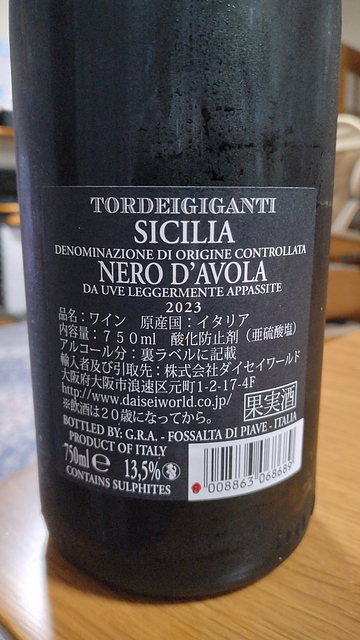 TORDEIGIGANTI
SICILIA
DENOMINAZIONE DI ORIGINE CONTROLLATA
NERO D'AVOLA
DA UVE LEGGERMENTE APPASSITE
2023
品名：ワイン　原産国：イタリア
内容量：７５０ml　酸化防止剤（亜硫酸塩）
アルコール分：裏ラベルに記載
輸入者及び引取先：株式会社ダイセイワールド
大阪府大阪市浪速区元町1-2-17-4F
http://www.daiseiworld.co.jp/
※飲酒は２０歳になってから。
果実酒
BOTTLED BY: G.R.A. - FOSSALTA DI PIAVE - ITALIA
PRODUCT OF ITALY
750ml e 13,5%
CONTAINS SULPHITES
8 008863 068689